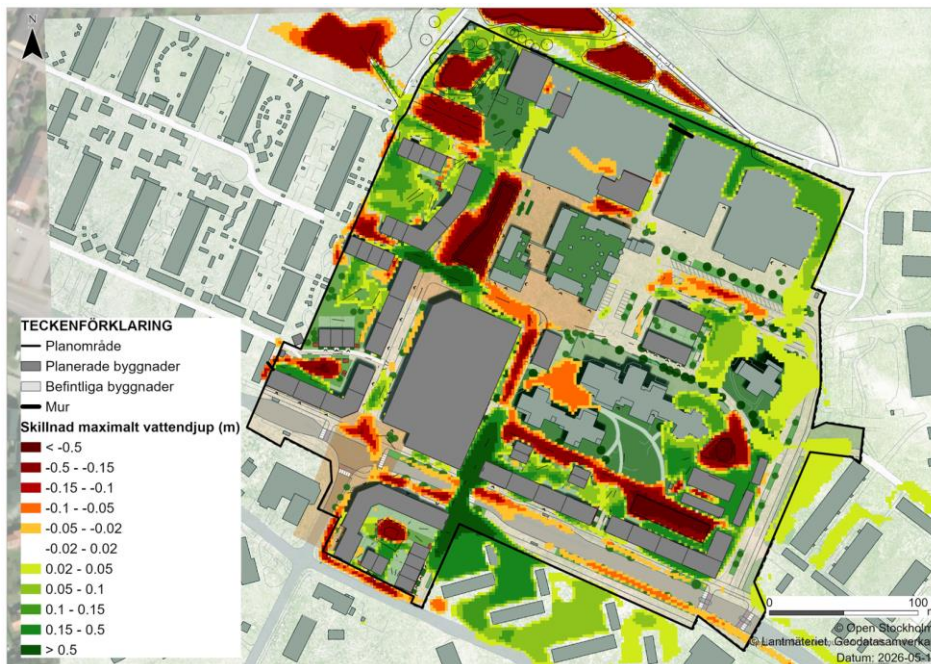 N
TECKENFÖRKLARING
Planområde
Planerade byggnader
Befintliga byggnader
Mur
Skillnad maximalt vattendjup (m)
< -0.5
-0.5 - -0.15
-0.15 - -0.1
-0.1 - -0.05
-0.05 - -0.02
-0.02 - 0.02
0.02 - 0.05
0.05 - 0.1
0.1 - 0.15
0.15 - 0.5
> 0.5
0 100
© Open Stockholm
© Lantmäteriet, Geodatasamverka
Datum: 2026-05-1